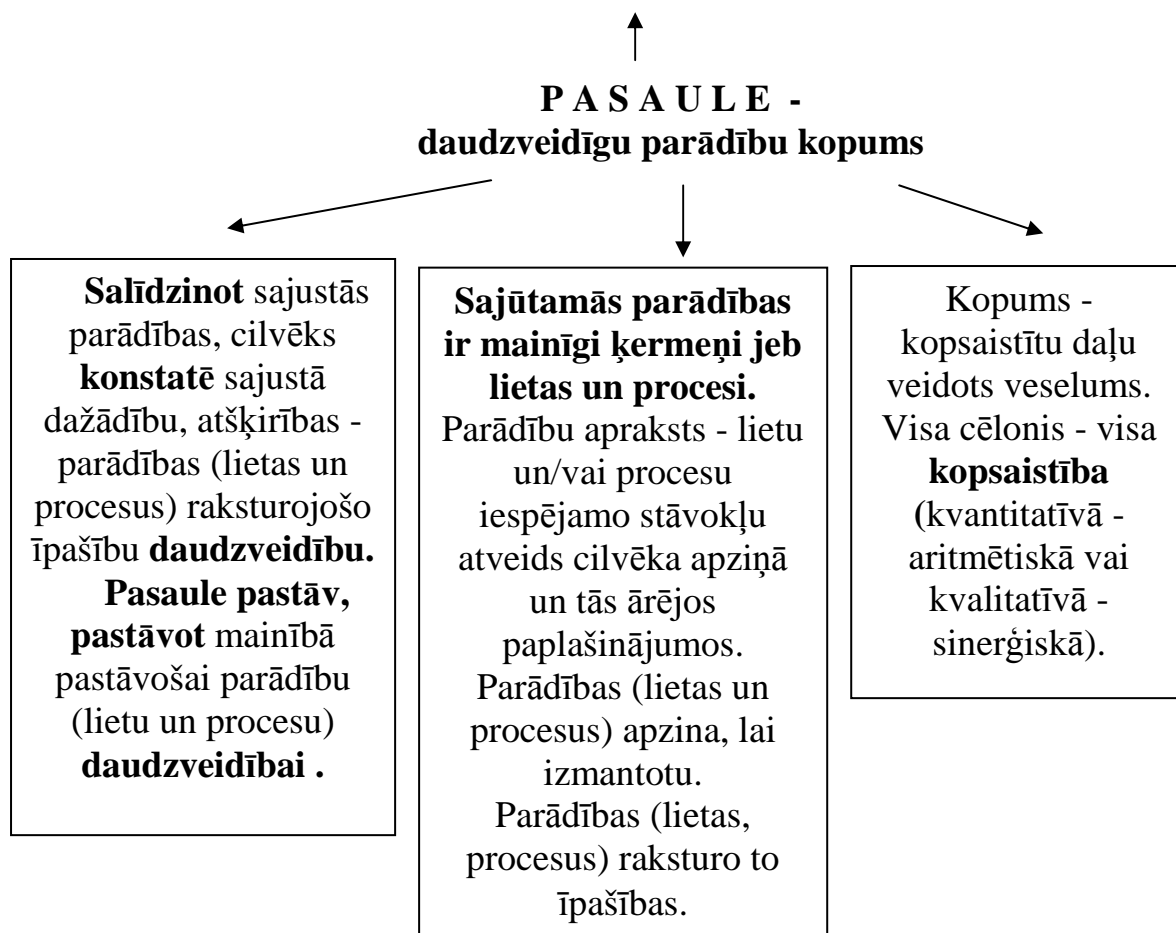 P A S A U L E -
daudzveidīgu parādību kopums
Salīdzinot sajustās
parādības, cilvēks
konstatē sajustā
dažādību, atšķirības -
parādības (lietas un
procesus) raksturojošo
īpašību daudzveidību.
Pasaule pastāv,
pastāvot mainībā
pastāvošai parādību
(lietu un procesu)
daudzveidībai .
Sajūtamās parādības
ir mainīgi ķermeņi jeb
lietas un procesi.
Parādību apraksts - lietu
un/vai procesu
iespējamo stāvokļu
atveids cilvēka apziņā
un tās ārējos
paplašinājumos.
Parādības (lietas un
procesus) apzina, lai
izmantotu.
Parādības (lietas,
procesus) raksturo to
īpašības.
Kopums -
kopsaistītu daļu
veidots veselums.
Visa cēlonis - visa
kopsaistība
(kvantitatīvā -
aritmētiskā vai
kvalitatīvā -
sinerģiskā).